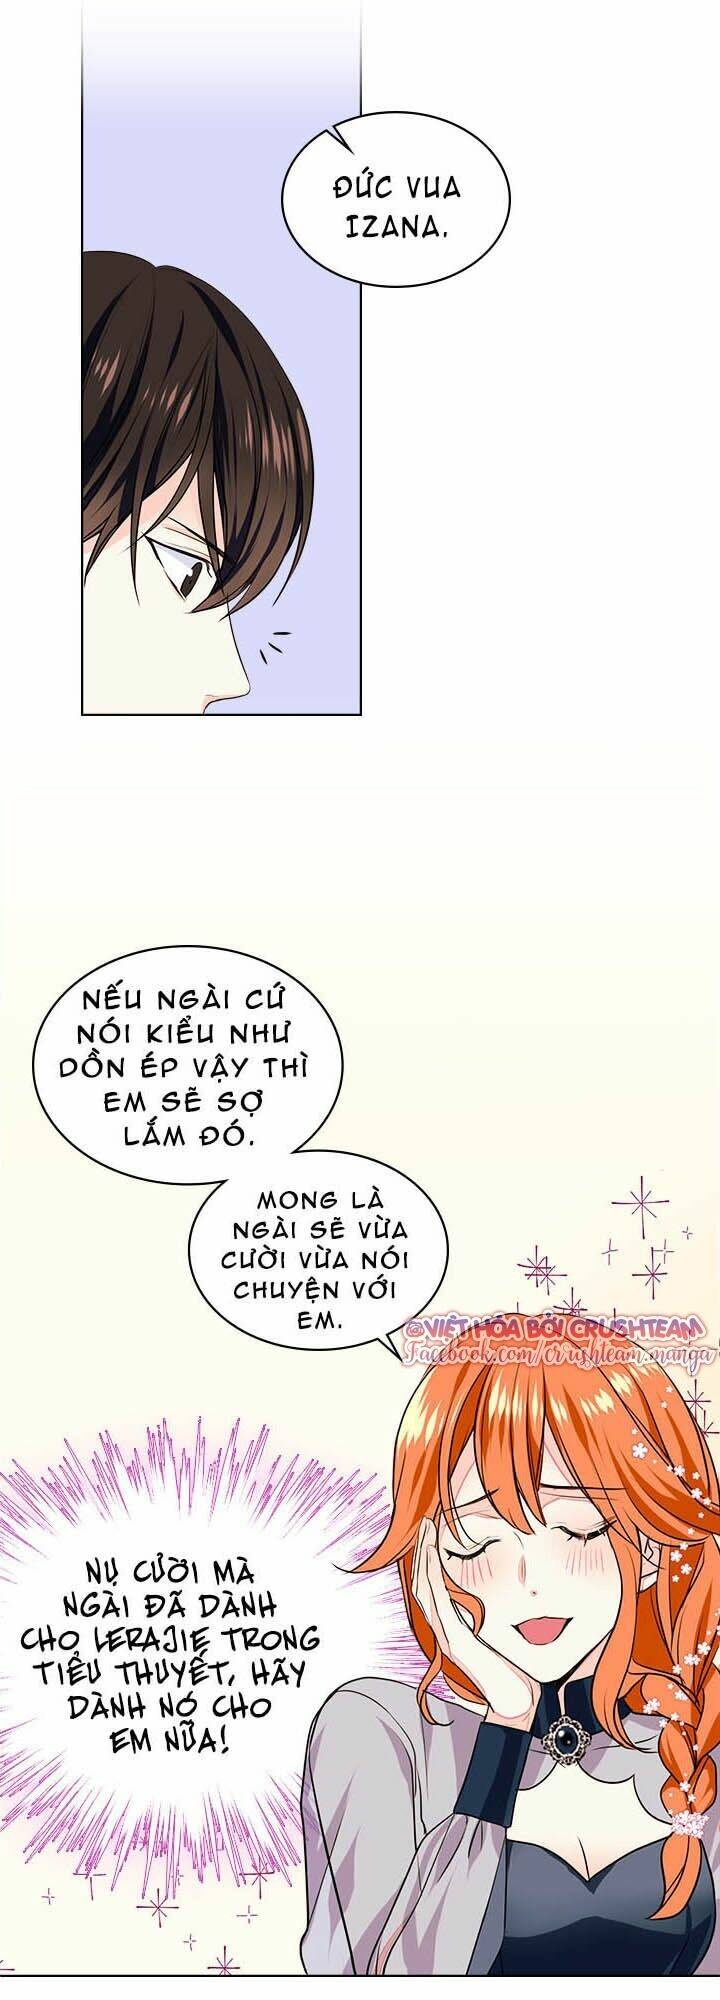 ĐỨC VUA
IZANA.
NẾU NGÀI CỨ
NÓI KIỂU NHƯ
DỒN ÉP VẬY THÌ
EM SẼ SỢ
LẮM ĐÓ.
MONG LÀ
NGÀI SẼ VỪA
CƯỜI VỪA NÓI
CHUYỆN VỚI
EM.
@VIỆT HÓA BỞI CRUSHTEAM
Facebook.com/crrushteam.manga
NỤ CƯỜI MÀ
NGÀI ĐÃ DÀNH
CHO LERAJIE TRONG
TIỂU THUYẾT, HÃY
DÀNH NÓ CHO
EM NỮA!